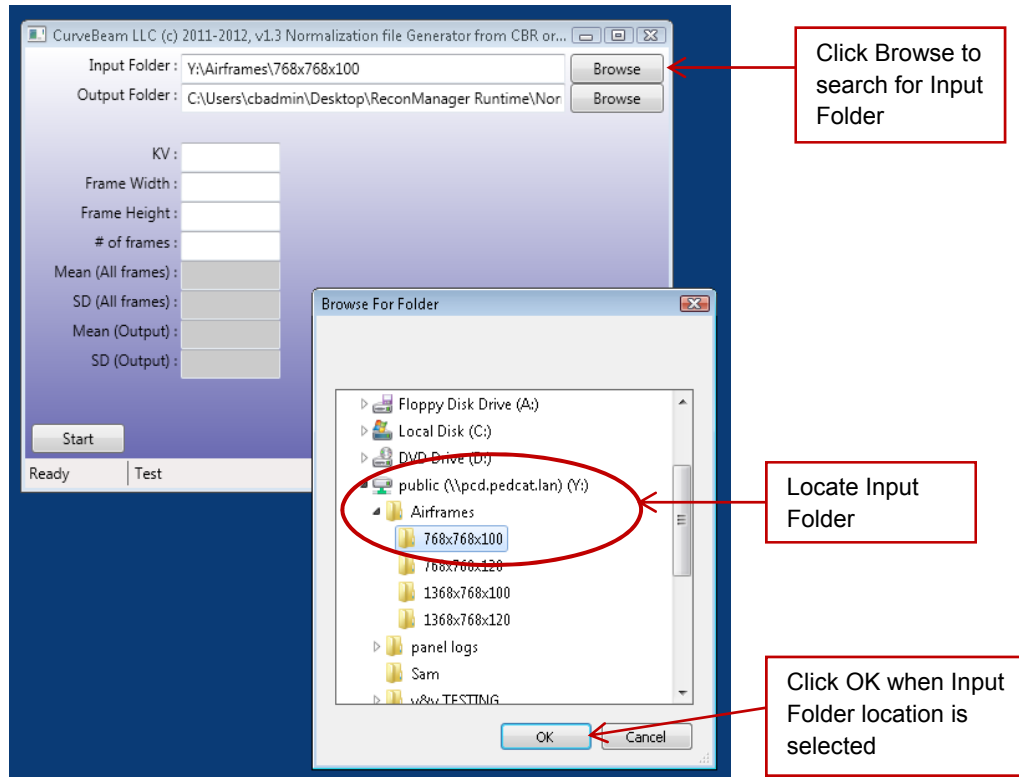 CurveBeam LLC (c) 2011-2012, v1.3 Normalization file Generator from CBR or...
Input Folder : Y:\Airframes\768x768x100 Browse
Output Folder : C:\Users\cbadmin\Desktop\ReconManager Runtime\Nor Browse
KV :
Frame Width :
Frame Height :
# of frames :
Mean (All frames) :
SD (All frames) :
Mean (Output) :
SD (Output) :
Start
Ready Test
Browse For Folder
Floppy Disk Drive (A:)
Local Disk (C:)
DVD Drive (D:)
public (\\pcd.pedcat.lan) (Y:)
Airframes
768x768x100
768x768x120
1368x768x100
1368x768x120
panel logs
Sam
v&v TESTING
OK Cancel
Click Browse to
search for Input
Folder
Locate Input
Folder
Click OK when Input
Folder location is
selected